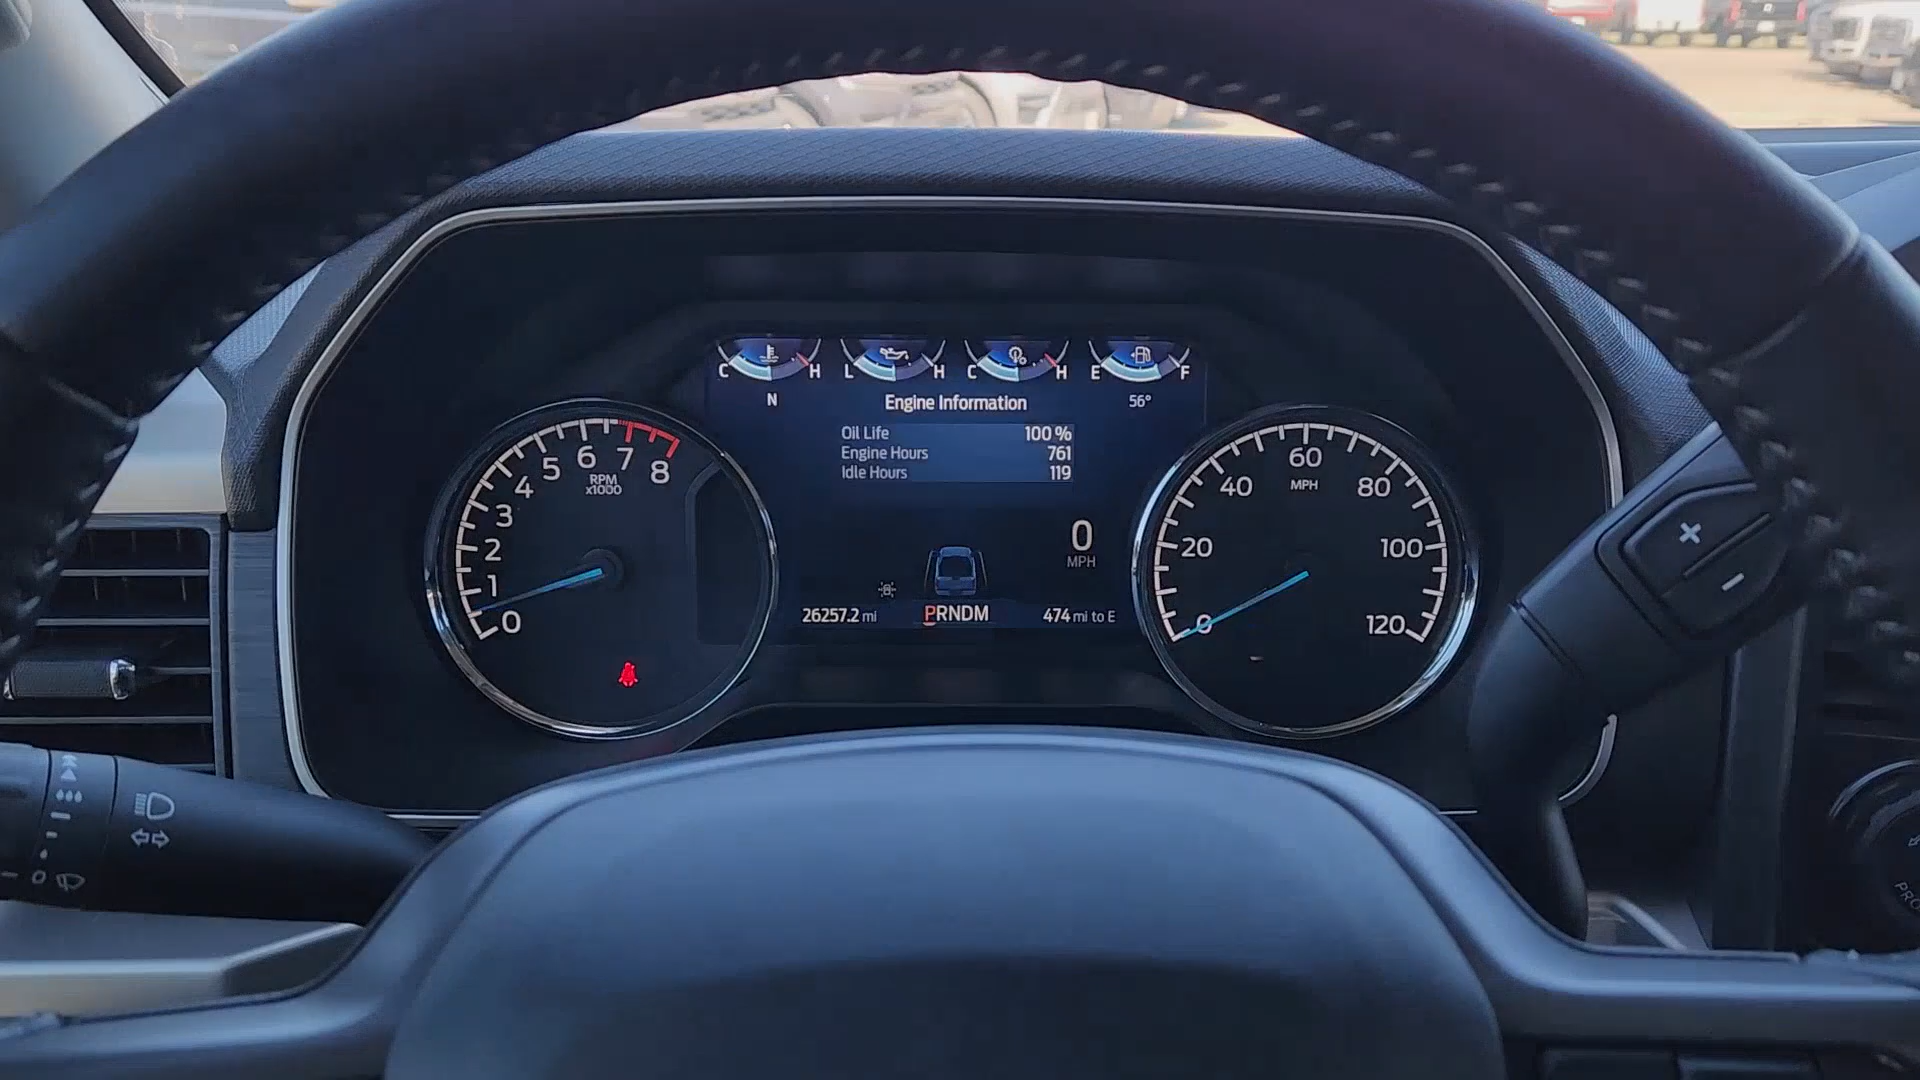 C H L H C H E F
N Engine Information 56°
Oil Life 100 %
Engine Hours 761
Idle Hours 119
0
MPH
26257.2 mi PRNDM 474 mi to E
0 1 2 3 4 5 6 7 8
RPM
x1000
0 20 40 60 80 100 120
MPH
+
−
O
PRO